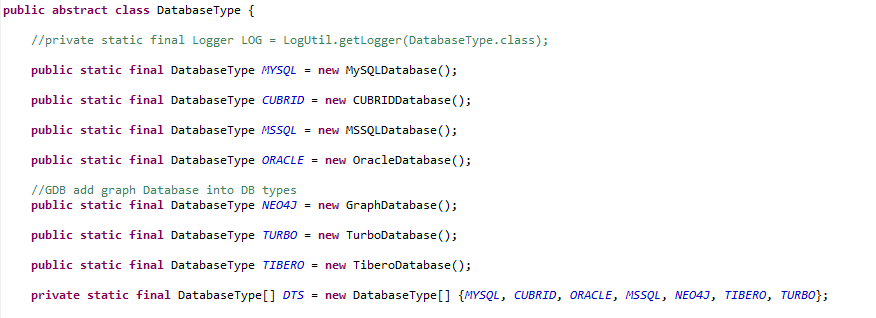 public abstract class DatabaseType {
//private static final Logger LOG = LogUtil.getLogger(DatabaseType.class);
public static final DatabaseType MYSQL = new MySQLDatabase();
public static final DatabaseType CUBRID = new CUBRIDDatabase();
public static final DatabaseType MSSQL = new MSSQLDatabase();
public static final DatabaseType ORACLE = new OracleDatabase();
//GDB add graph Database into DB types
public static final DatabaseType NEO4J = new GraphDatabase();
public static final DatabaseType TURBO = new TurboDatabase();
public static final DatabaseType TIBERO = new TiberoDatabase();
private static final DatabaseType[] DTS = new DatabaseType[] {MYSQL, CUBRID, ORACLE, MSSQL, NEO4J, TIBERO, TURBO};